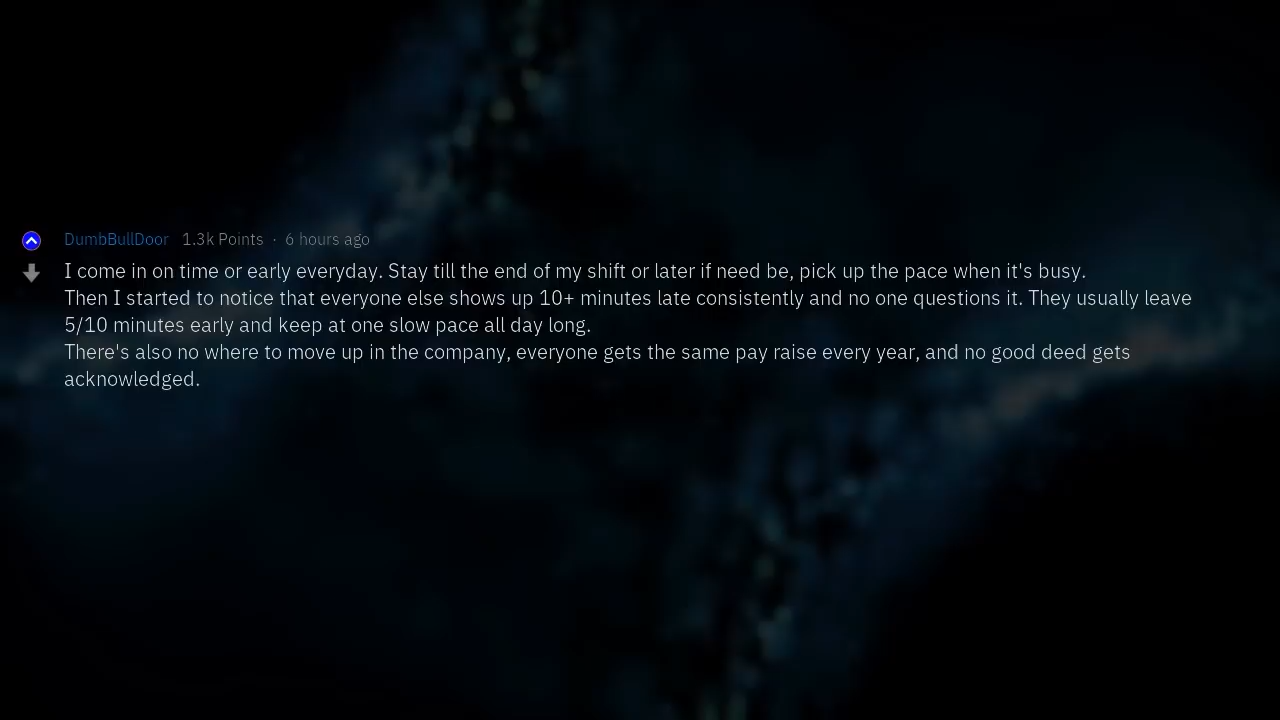 DumbBullDoor 1.3k Points · 6 hours ago
I come in on time or early everyday. Stay till the end of my shift or later if need be, pick up the pace when it's busy.
Then I started to notice that everyone else shows up 10+ minutes late consistently and no one questions it. They usually leave
5/10 minutes early and keep at one slow pace all day long.
There's also no where to move up in the company, everyone gets the same pay raise every year, and no good deed gets
acknowledged.